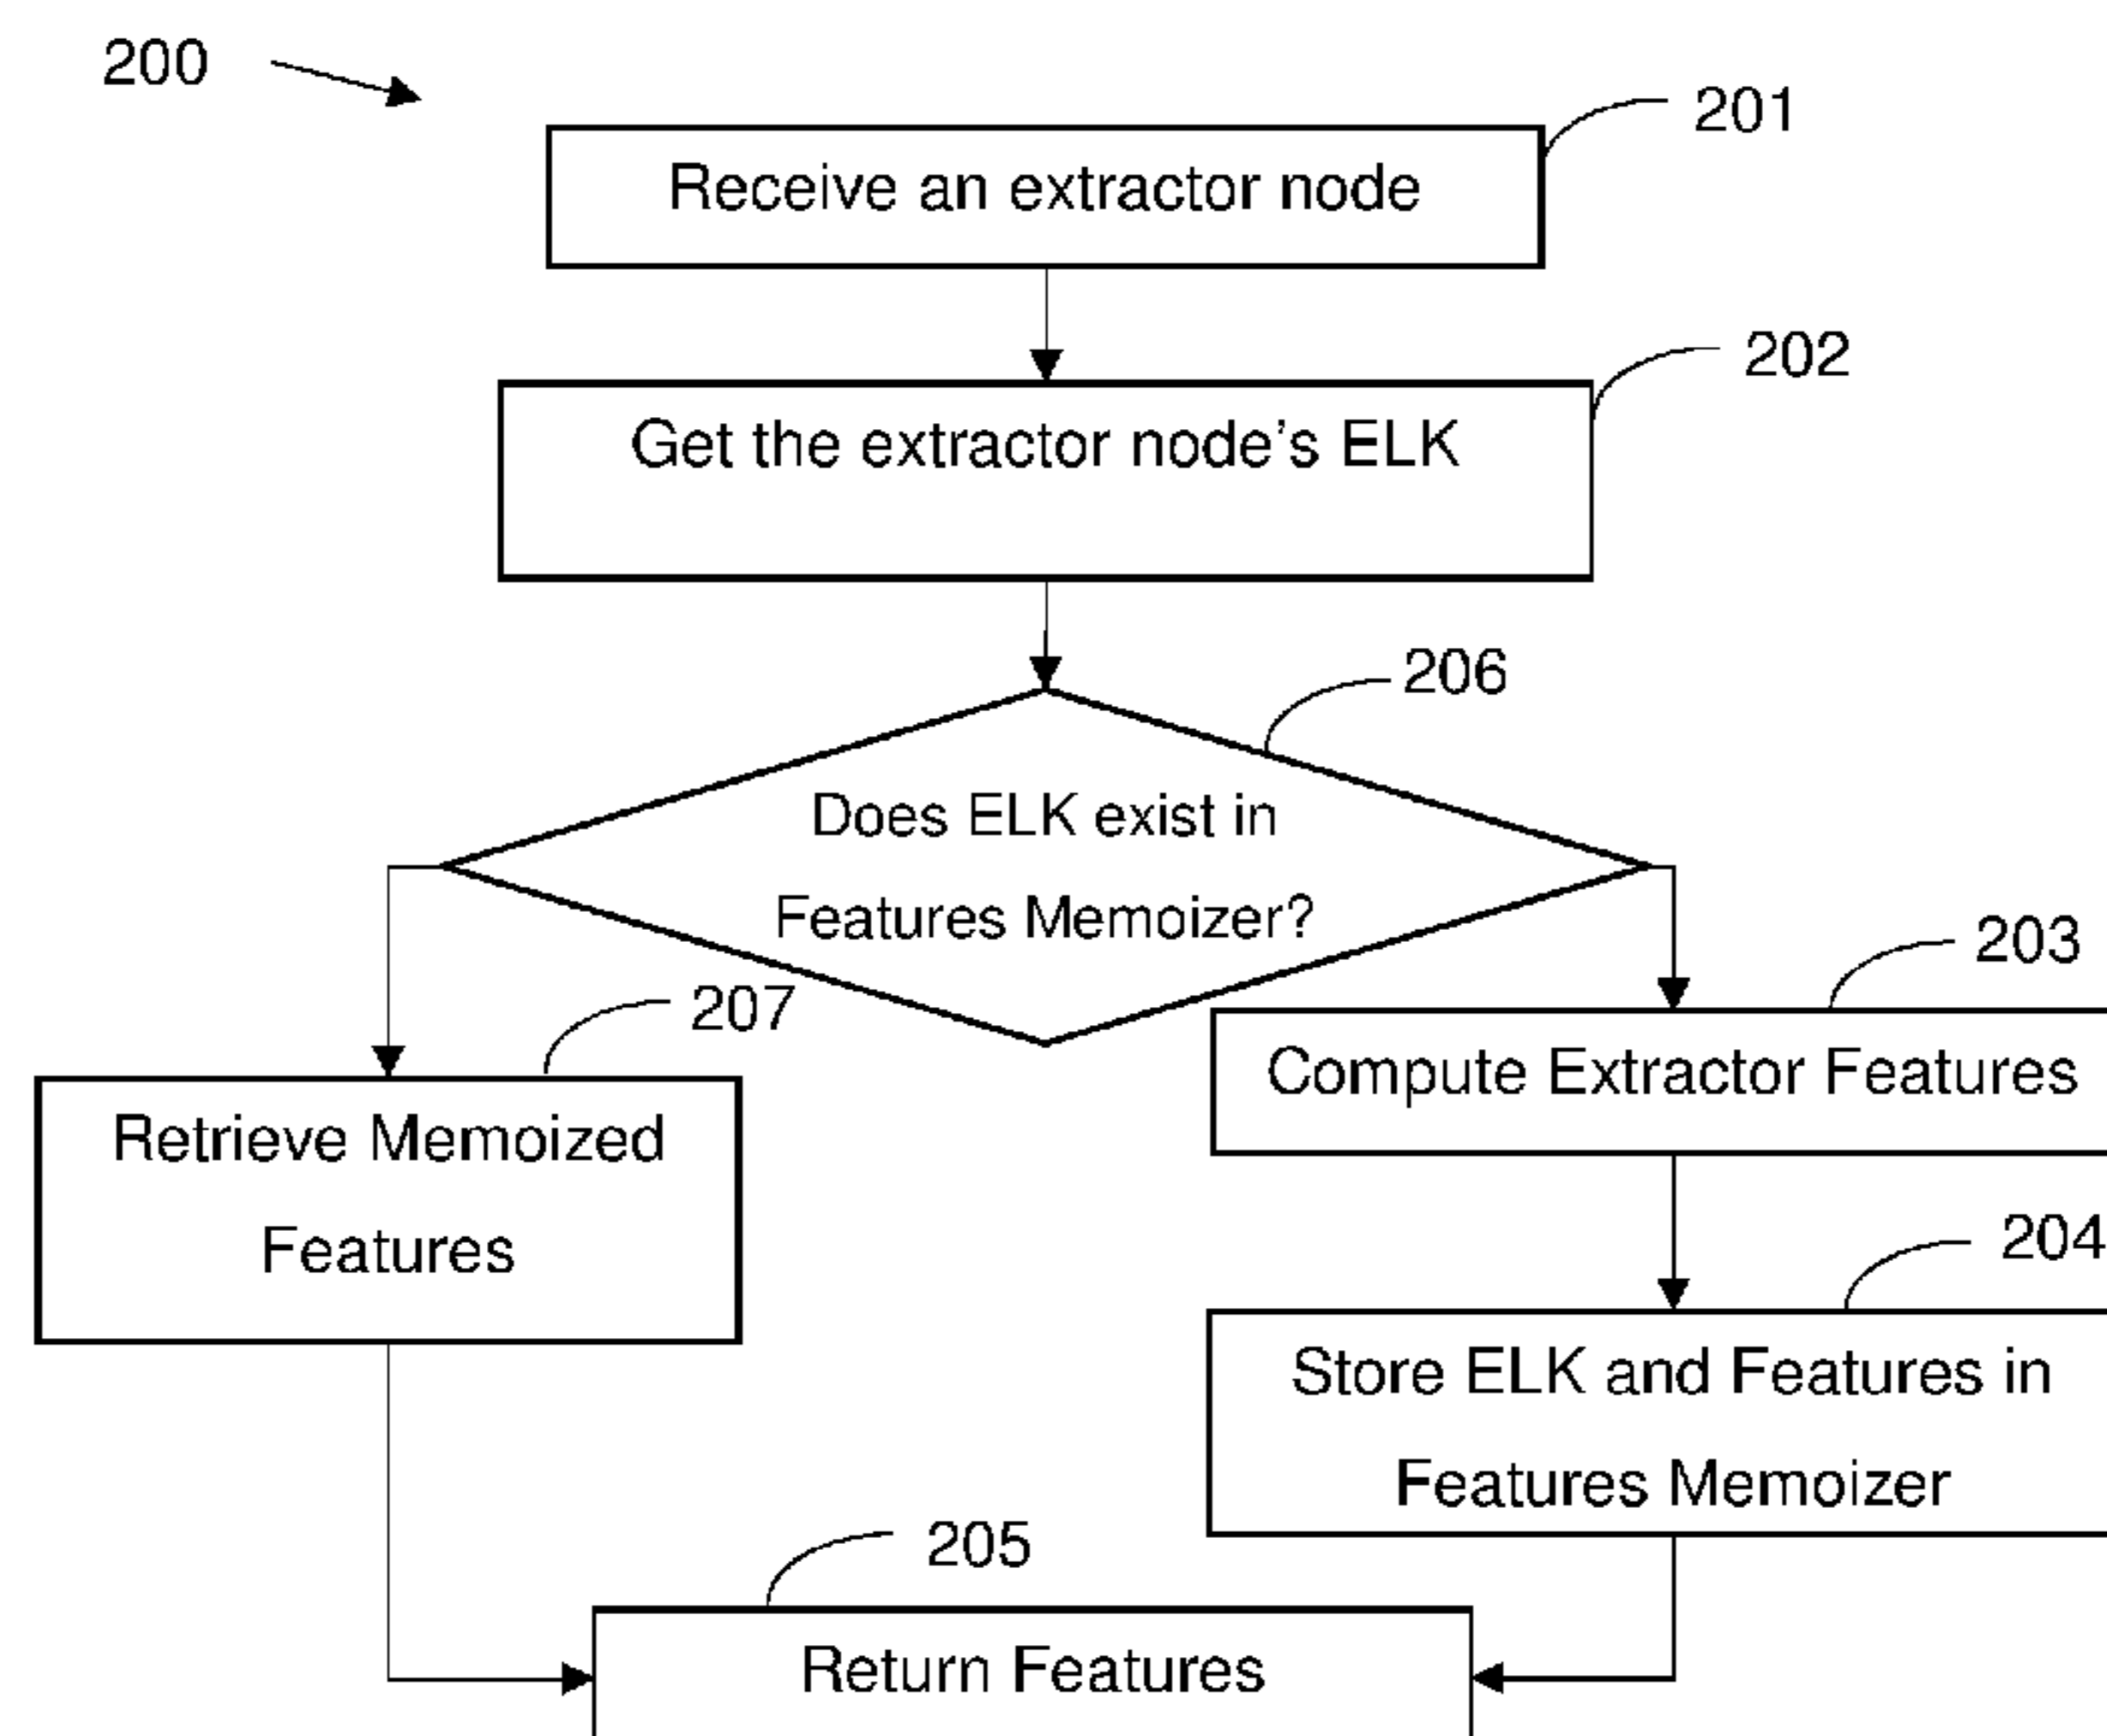 200
201
Receive an extractor node
202
Get the extractor node's ELK
206
Does ELK exist in
Features Memoizer?
203
207
Compute Extractor Features
Retrieve Memoized
Features
204
Store ELK and Features in
Features Memoizer
205
Return Features